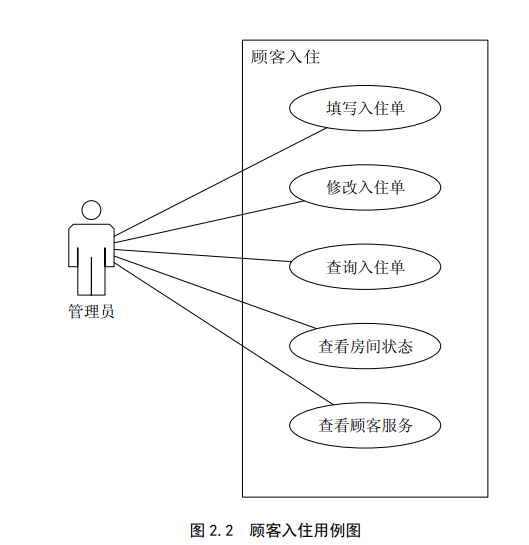 顾客入住
填写入住单
修改入住单
查询入住单
查看房间状态
查看顾客服务
管理员
图 2.2 顾客入住用例图